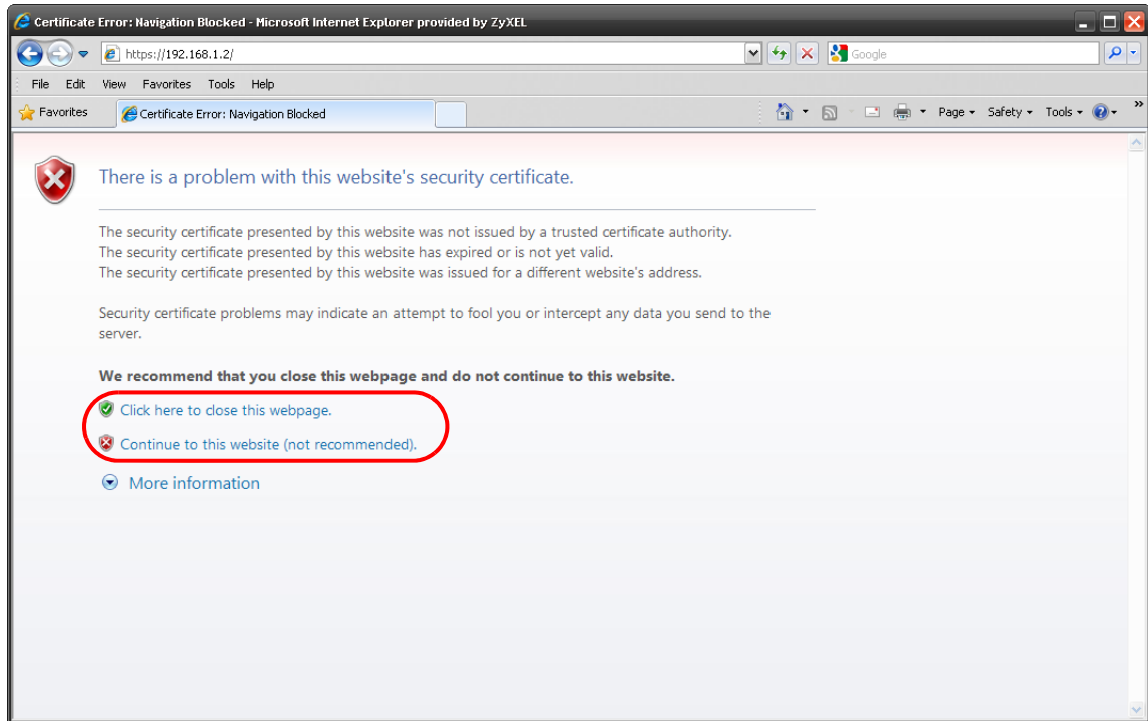 Certificate Error: Navigation Blocked - Microsoft Internet Explorer provided by ZyXEL
https://192.168.1.2/
Google
File Edit View Favorites Tools Help
Favorites
Certificate Error: Navigation Blocked
Page
Safety
Tools
»
There is a problem with this website's security certificate.
The security certificate presented by this website was not issued by a trusted certificate authority.
The security certificate presented by this website has expired or is not yet valid.
The security certificate presented by this website was issued for a different website's address.
Security certificate problems may indicate an attempt to fool you or intercept any data you send to the
server.
We recommend that you close this webpage and do not continue to this website.
Click here to close this webpage.
Continue to this website (not recommended).
More information